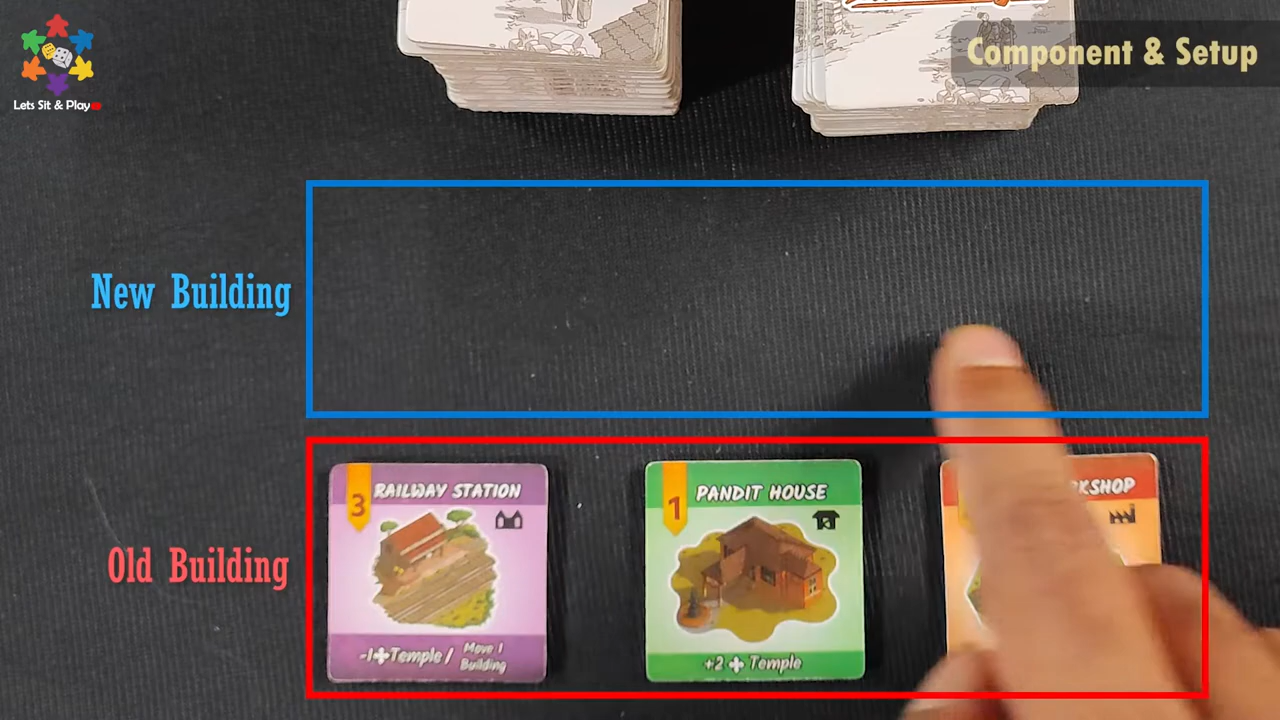 Lets Sit & Play
Component & Setup
New Building
Old Building
3 RAILWAY STATION
-1 Temple / Move 1
Building
1 PANDIT HOUSE
+2 Temple